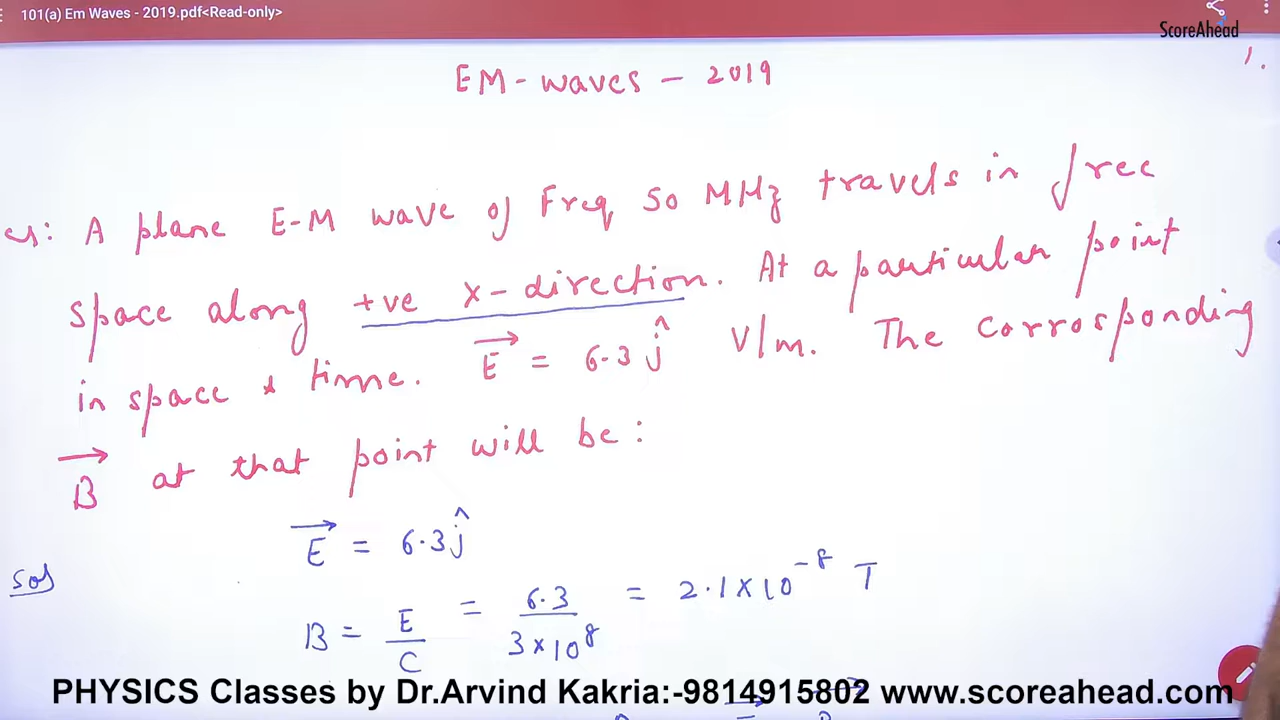 101(a) Em Waves - 2019.pdf<Read-only>
ScoreAhead
1.
EM-waves - 2019
A plane E-M wave of Freq 50 MHz travels in free
space along +ve x-direction. At a particular point
in space & time. E⃗ = 6.3 ĵ V/m. The corrosponding
B⃗ at that point will be:
E⃗ = 6.3 ĵ
Sol
B = E/C = 6.3/3×10⁸ = 2.1×10⁻⁸ T
PHYSICS Classes by Dr.Arvind Kakria:-9814915802 www.scoreahead.com